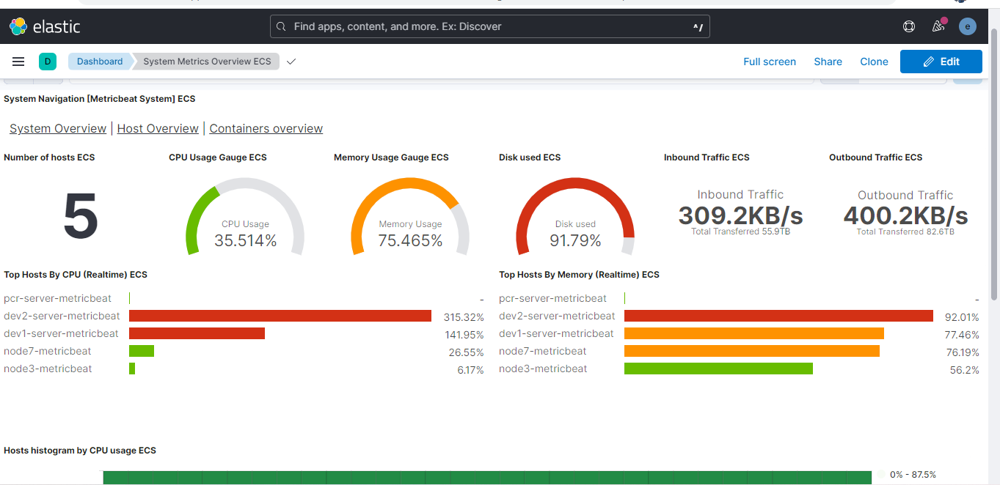 elastic
Find apps, content, and more. Ex: Discover
^/
e
D
Dashboard
System Metrics Overview ECS
Full screen
Share
Clone
Edit
System Navigation [Metricbeat System] ECS
System Overview | Host Overview | Containers overview
Number of hosts ECS
5
CPU Usage Gauge ECS
CPU Usage
35.514%
Memory Usage Gauge ECS
Memory Usage
75.465%
Disk used ECS
Disk used
91.79%
Inbound Traffic ECS
Inbound Traffic
309.2KB/s
Total Transferred 55.9TB
Outbound Traffic ECS
Outbound Traffic
400.2KB/s
Total Transferred 82.6TB
Top Hosts By CPU (Realtime) ECS
pcr-server-metricbeat -
dev2-server-metricbeat 315.32%
dev1-server-metricbeat 141.95%
node7-metricbeat 26.55%
node3-metricbeat 6.17%
Top Hosts By Memory (Realtime) ECS
pcr-server-metricbeat -
dev2-server-metricbeat 92.01%
dev1-server-metricbeat 77.46%
node7-metricbeat 76.19%
node3-metricbeat 56.2%
Hosts histogram by CPU usage ECS
0% - 87.5%